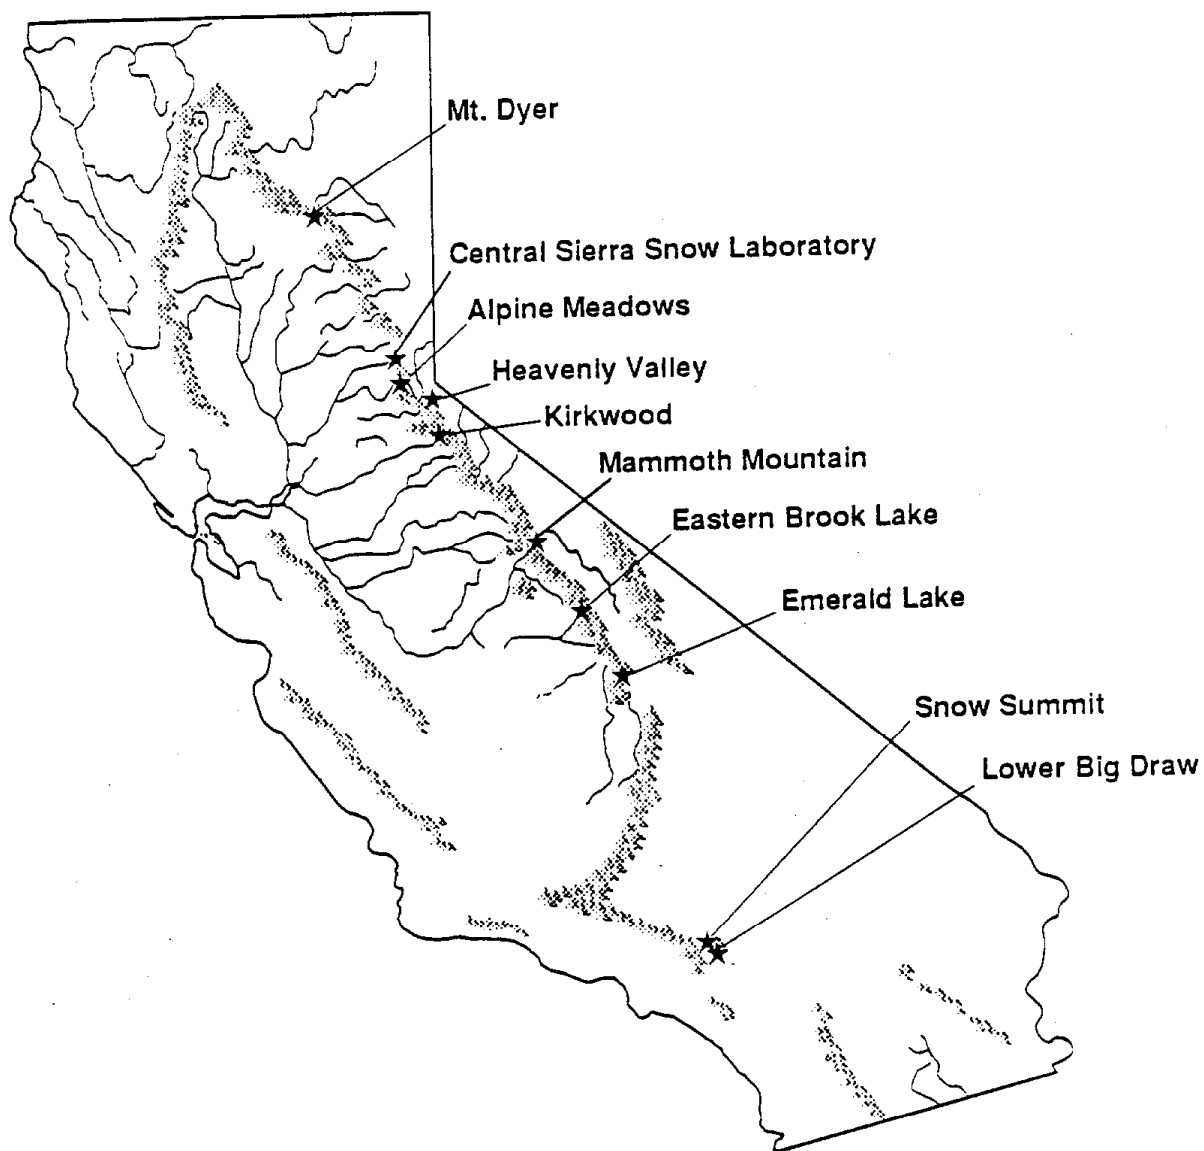 Mt. Dyer
Central Sierra Snow Laboratory
Alpine Meadows
Heavenly Valley
Kirkwood
Mammoth Mountain
Eastern Brook Lake
Emerald Lake
Snow Summit
Lower Big Draw